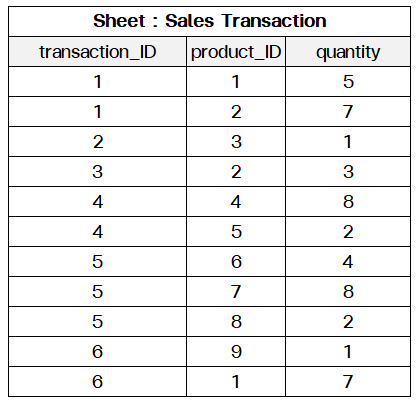 Sheet : Sales Transaction
transaction_ID product_ID quantity
1 1 5
1 2 7
2 3 1
3 2 3
4 4 8
4 5 2
5 6 4
5 7 8
5 8 2
6 9 1
6 1 7